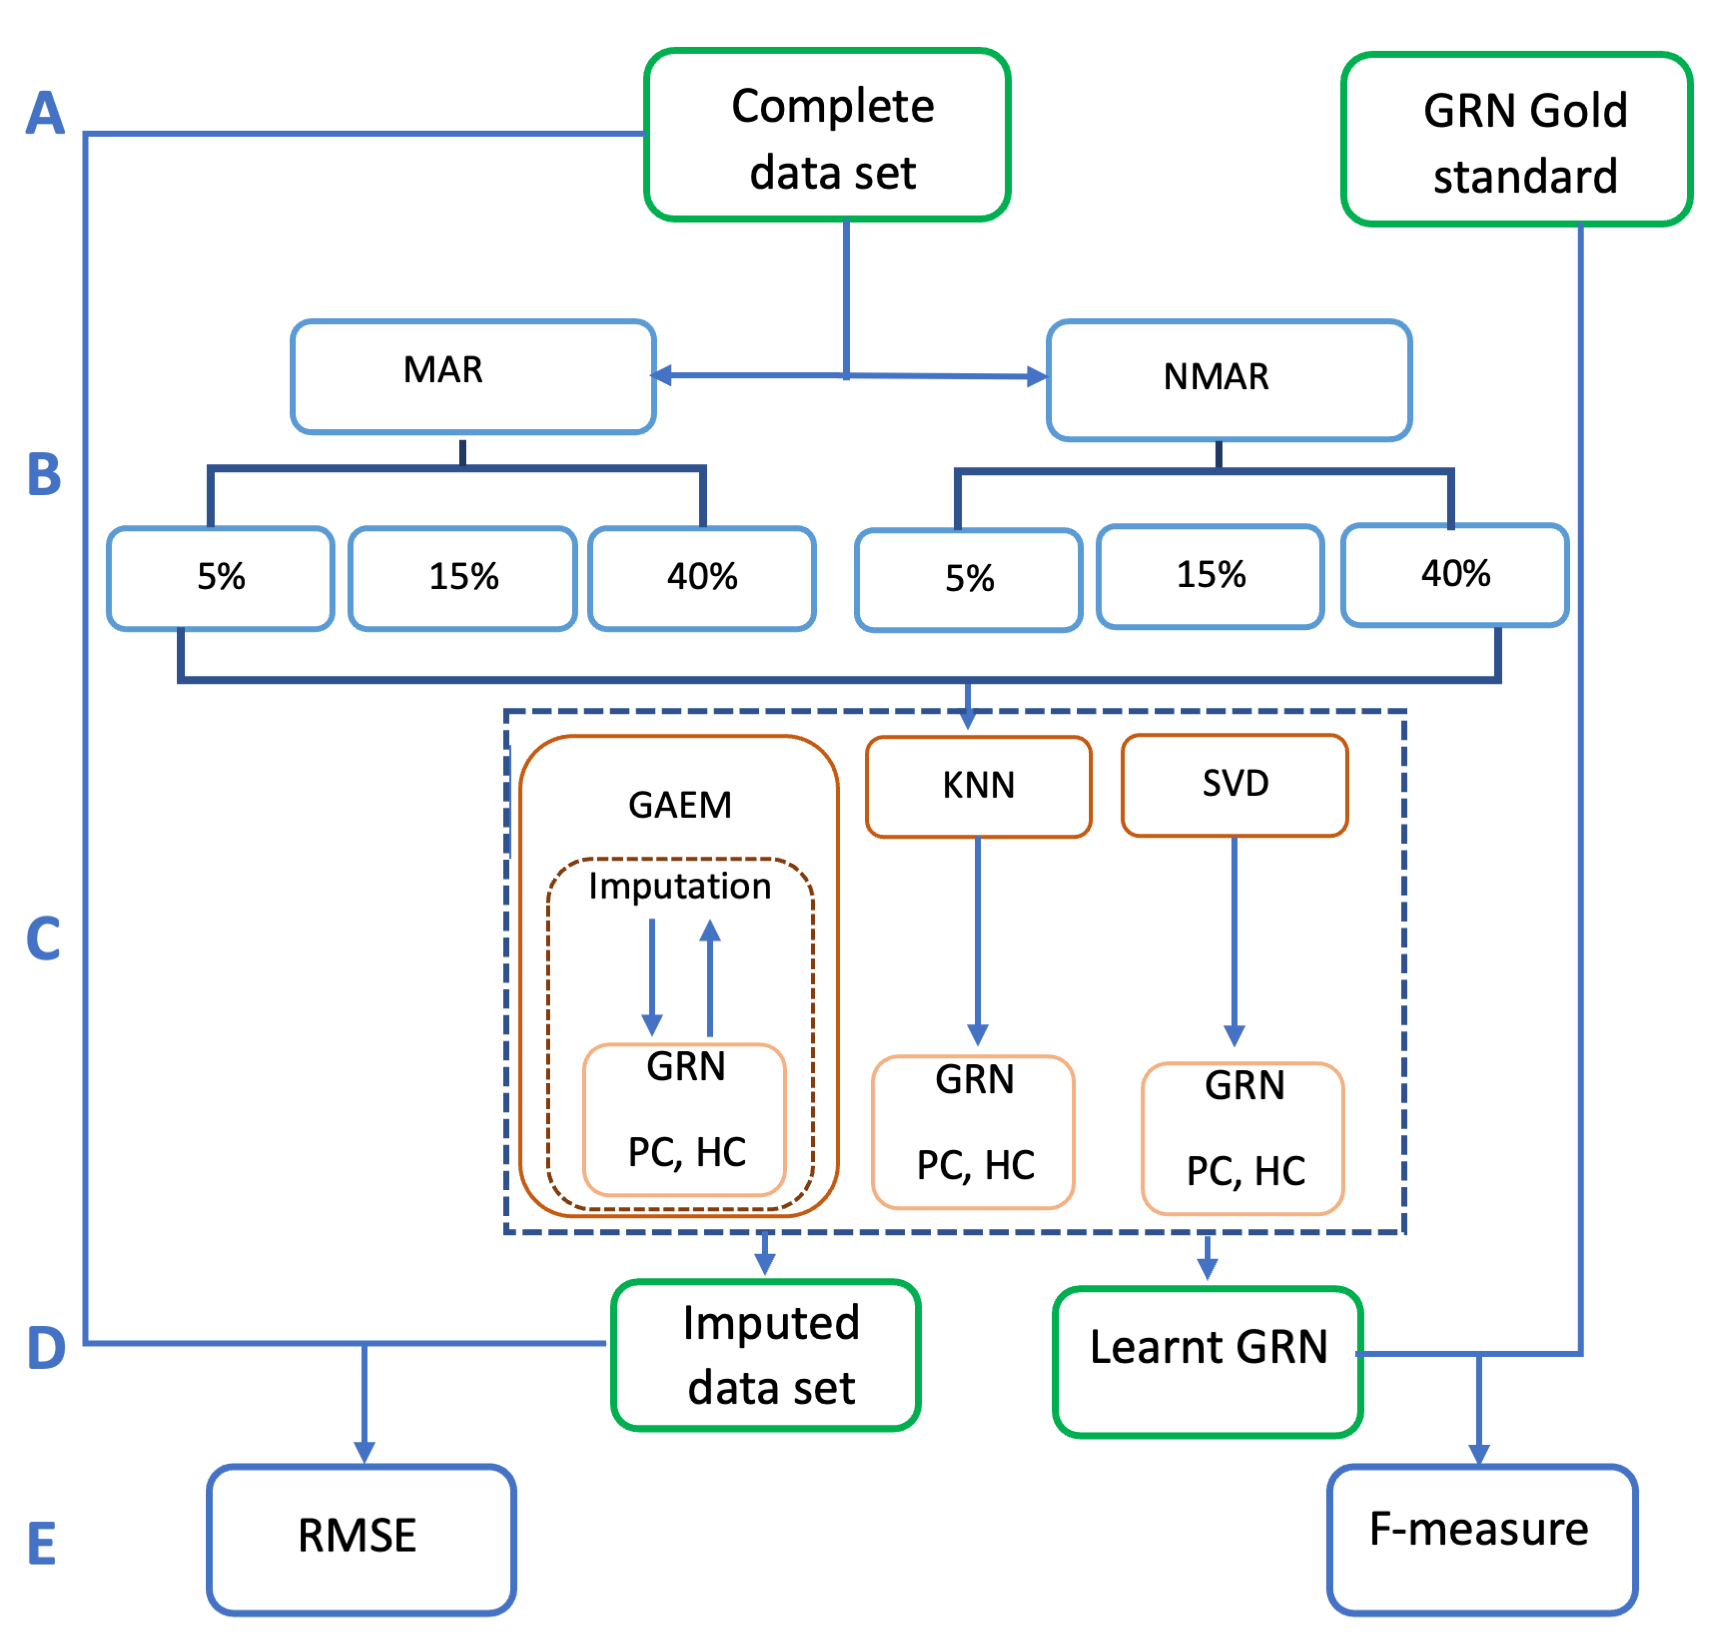 A
Complete
data set
GRN Gold
standard
MAR
NMAR
B
5%
15%
40%
5%
15%
40%
C
GAEM
KNN
SVD
Imputation
GRN
PC, HC
GRN
PC, HC
GRN
PC, HC
D
Imputed
data set
Learnt GRN
E
RMSE
F-measure